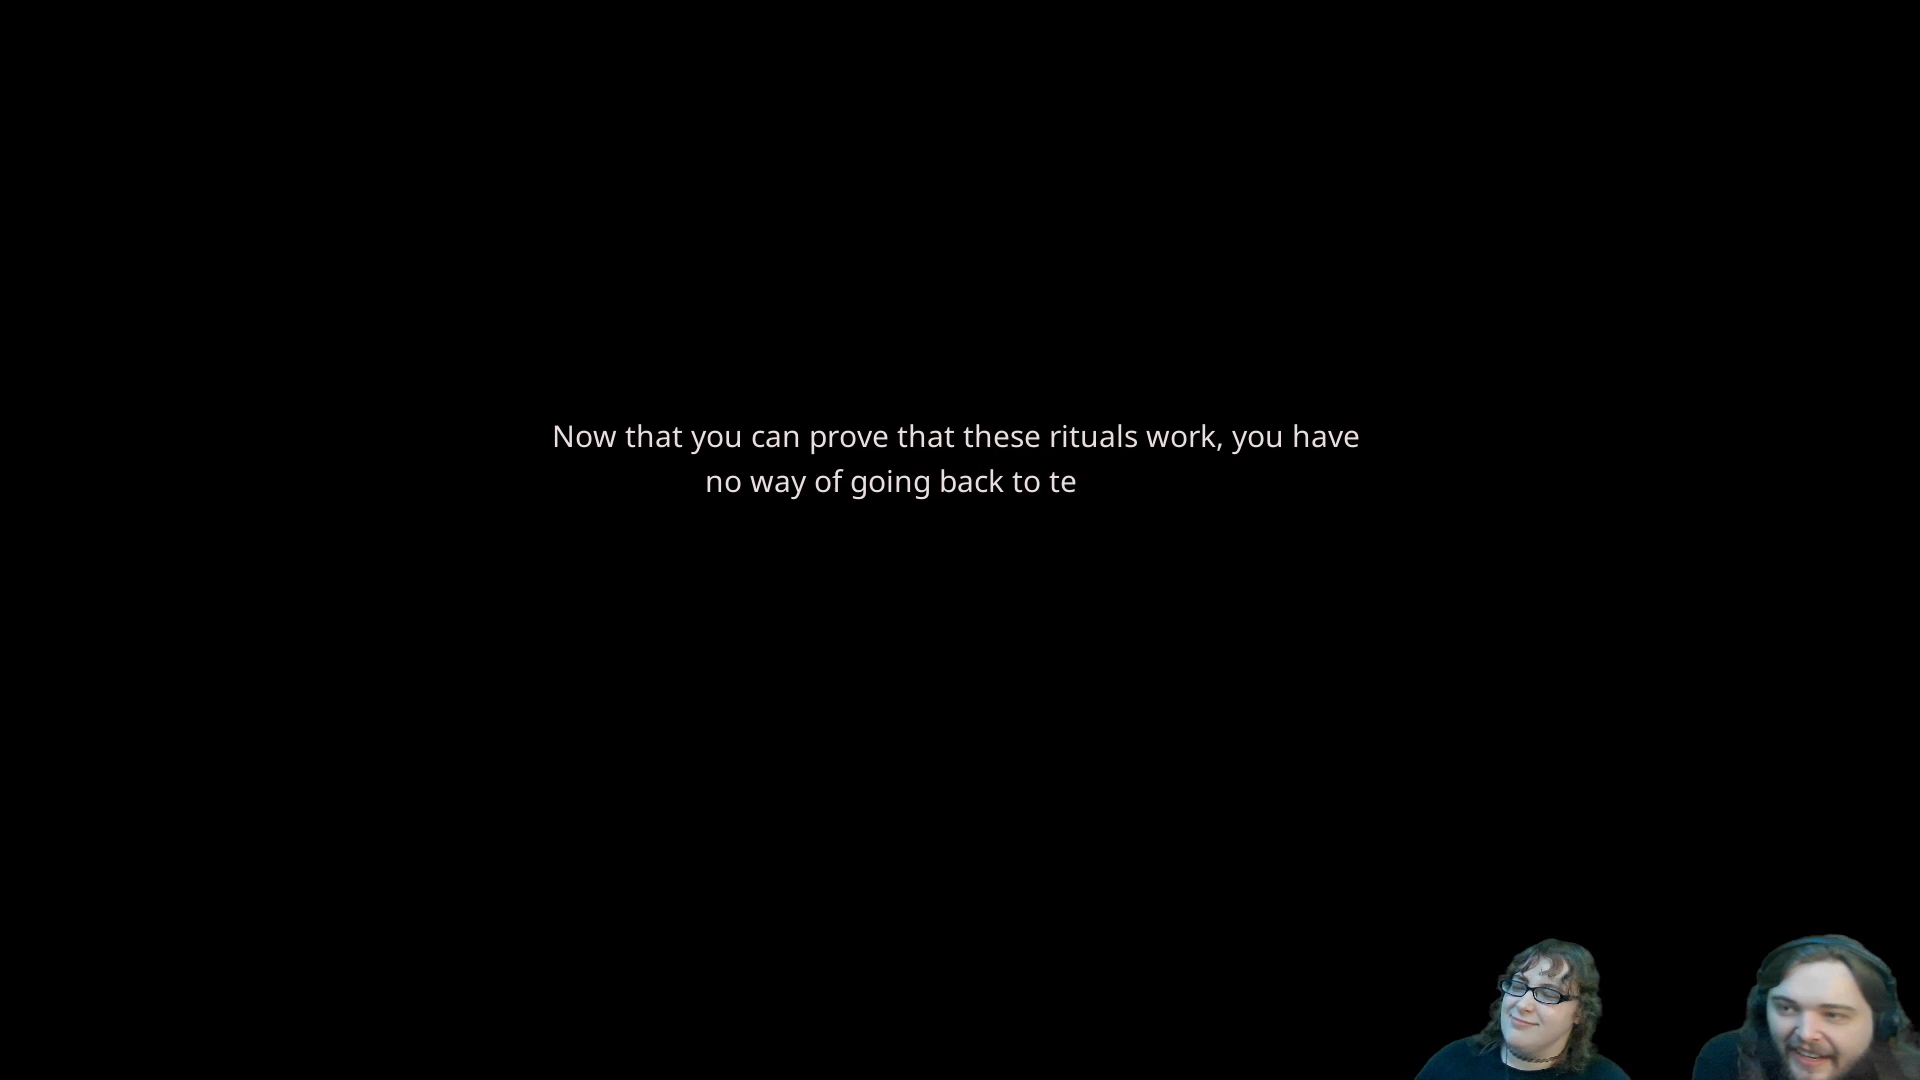 Now that you can prove that these rituals work, you have
no way of going back to te